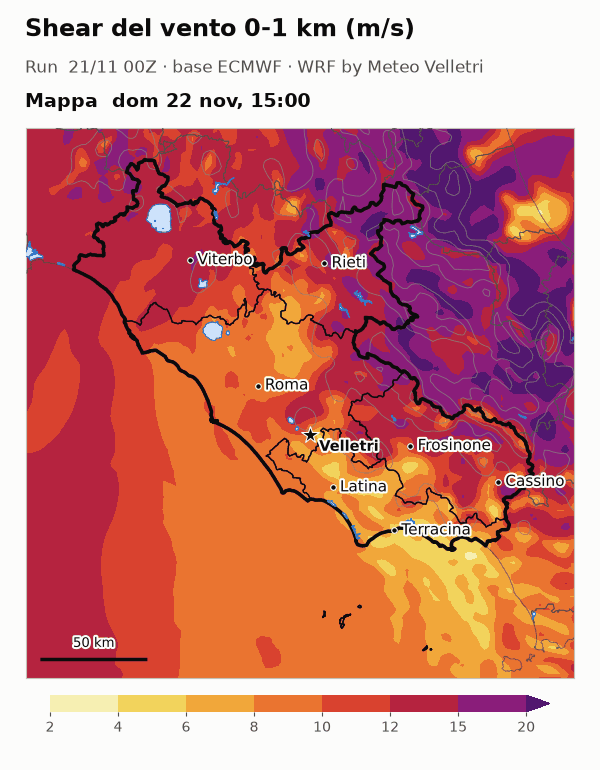 Shear del vento 0-1 km (m/s)
Run  21/11 00Z · base ECMWF · WRF by Meteo Velletri
Mappa  dom 22 nov, 15:00
Viterbo
Rieti
Roma
Velletri
Frosinone
Latina
Cassino
Terracina
50 km
2 4 6 8 10 12 15 20